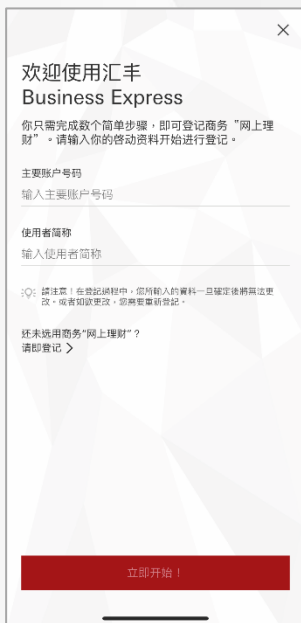 欢迎使用汇丰
Business Express
你只需完成数个简单步骤，即可登记商务“网上理
财”。请输入你的启动资料开始进行登记。
主要账户号码
输入主要账户号码
使用者简称
输入使用者简称
請注意！在登記過程中，您所輸入的資料一旦確定後將無法更
改。或者如欲更改，您需要重新登記。
还未选用商务“网上理财”？
请即登记
立即开始！